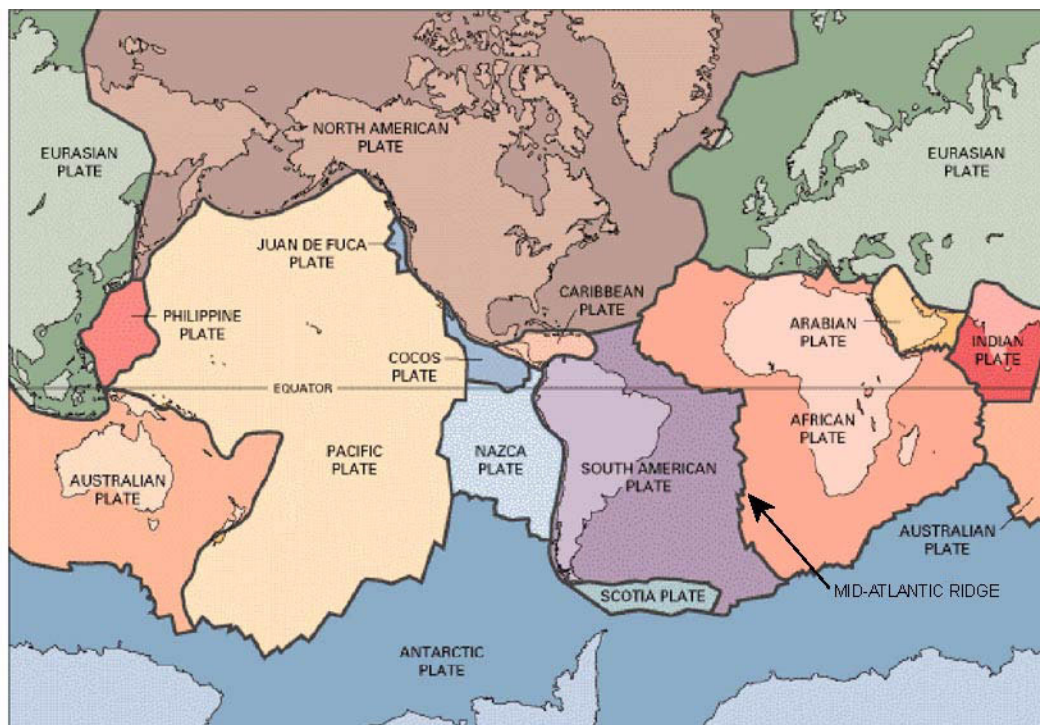 NORTH AMERICAN
PLATE
EURASIAN
PLATE
EURASIAN
PLATE
JUAN DE FUCA
PLATE
CARIBBEAN
PLATE
PHILIPPINE
PLATE
ARABIAN
PLATE
INDIAN
PLATE
COCOS
PLATE
EQUATOR
AFRICAN
PLATE
PACIFIC
PLATE
NAZCA
PLATE
SOUTH AMERICAN
PLATE
AUSTRALIAN
PLATE
AUSTRALIAN
PLATE
SCOTIA PLATE
MID-ATLANTIC RIDGE
ANTARCTIC
PLATE